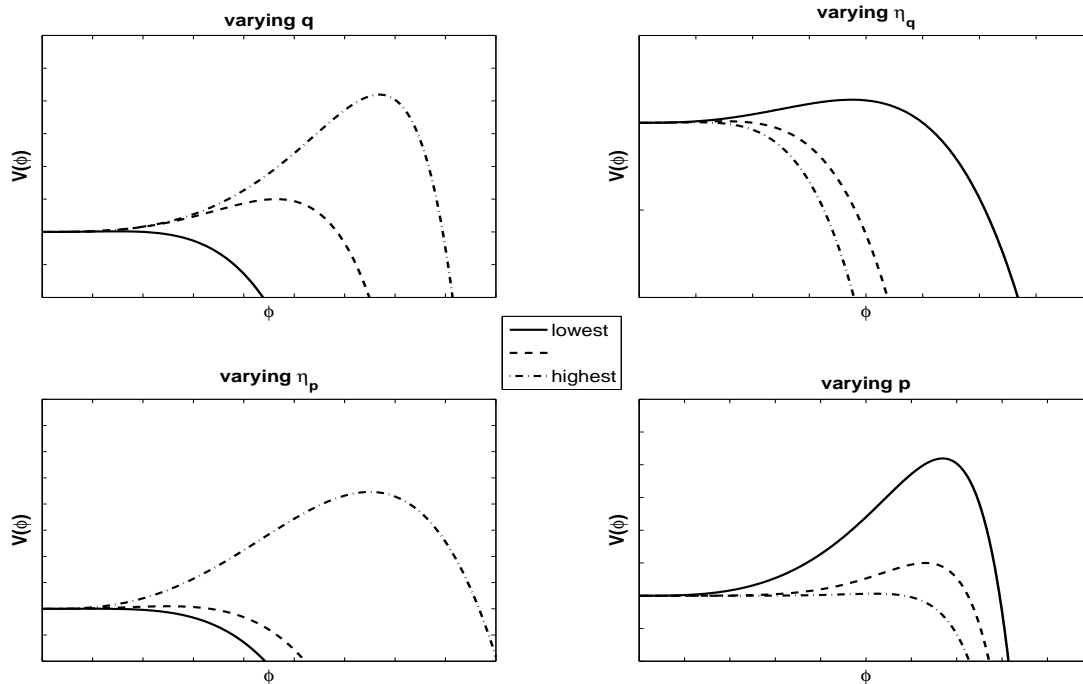 varying q
V(ϕ)
ϕ
varying η_q
V(ϕ)
ϕ
lowest
highest
varying η_p
V(ϕ)
ϕ
varying p
V(ϕ)
ϕ